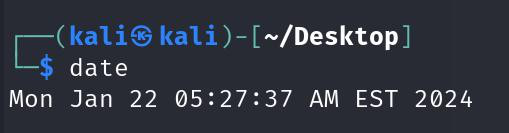 ┌──(kali㉿kali)-[~/Desktop]
└─$ date
Mon Jan 22 05:27:37 AM EST 2024